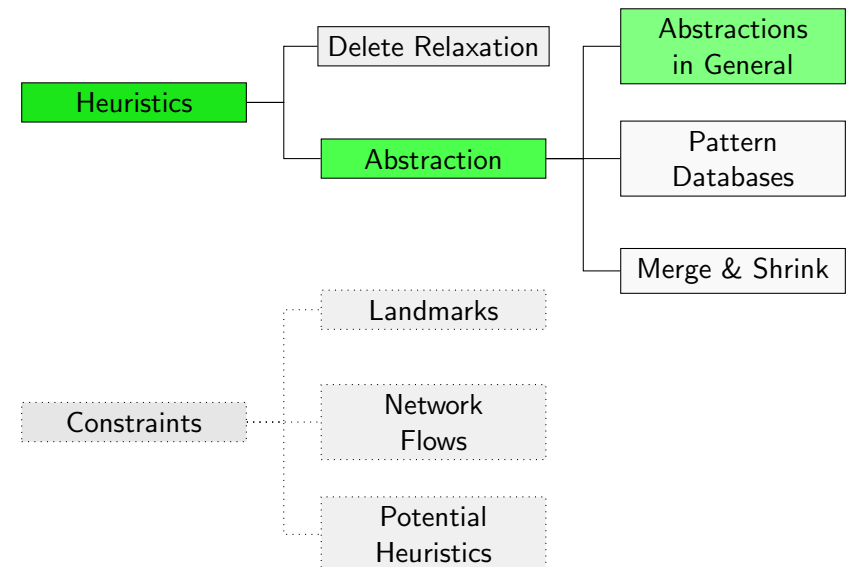 Heuristics
Delete Relaxation
Abstraction
Abstractions
in General
Pattern
Databases
Merge & Shrink
Constraints
Landmarks
Network
Flows
Potential
Heuristics